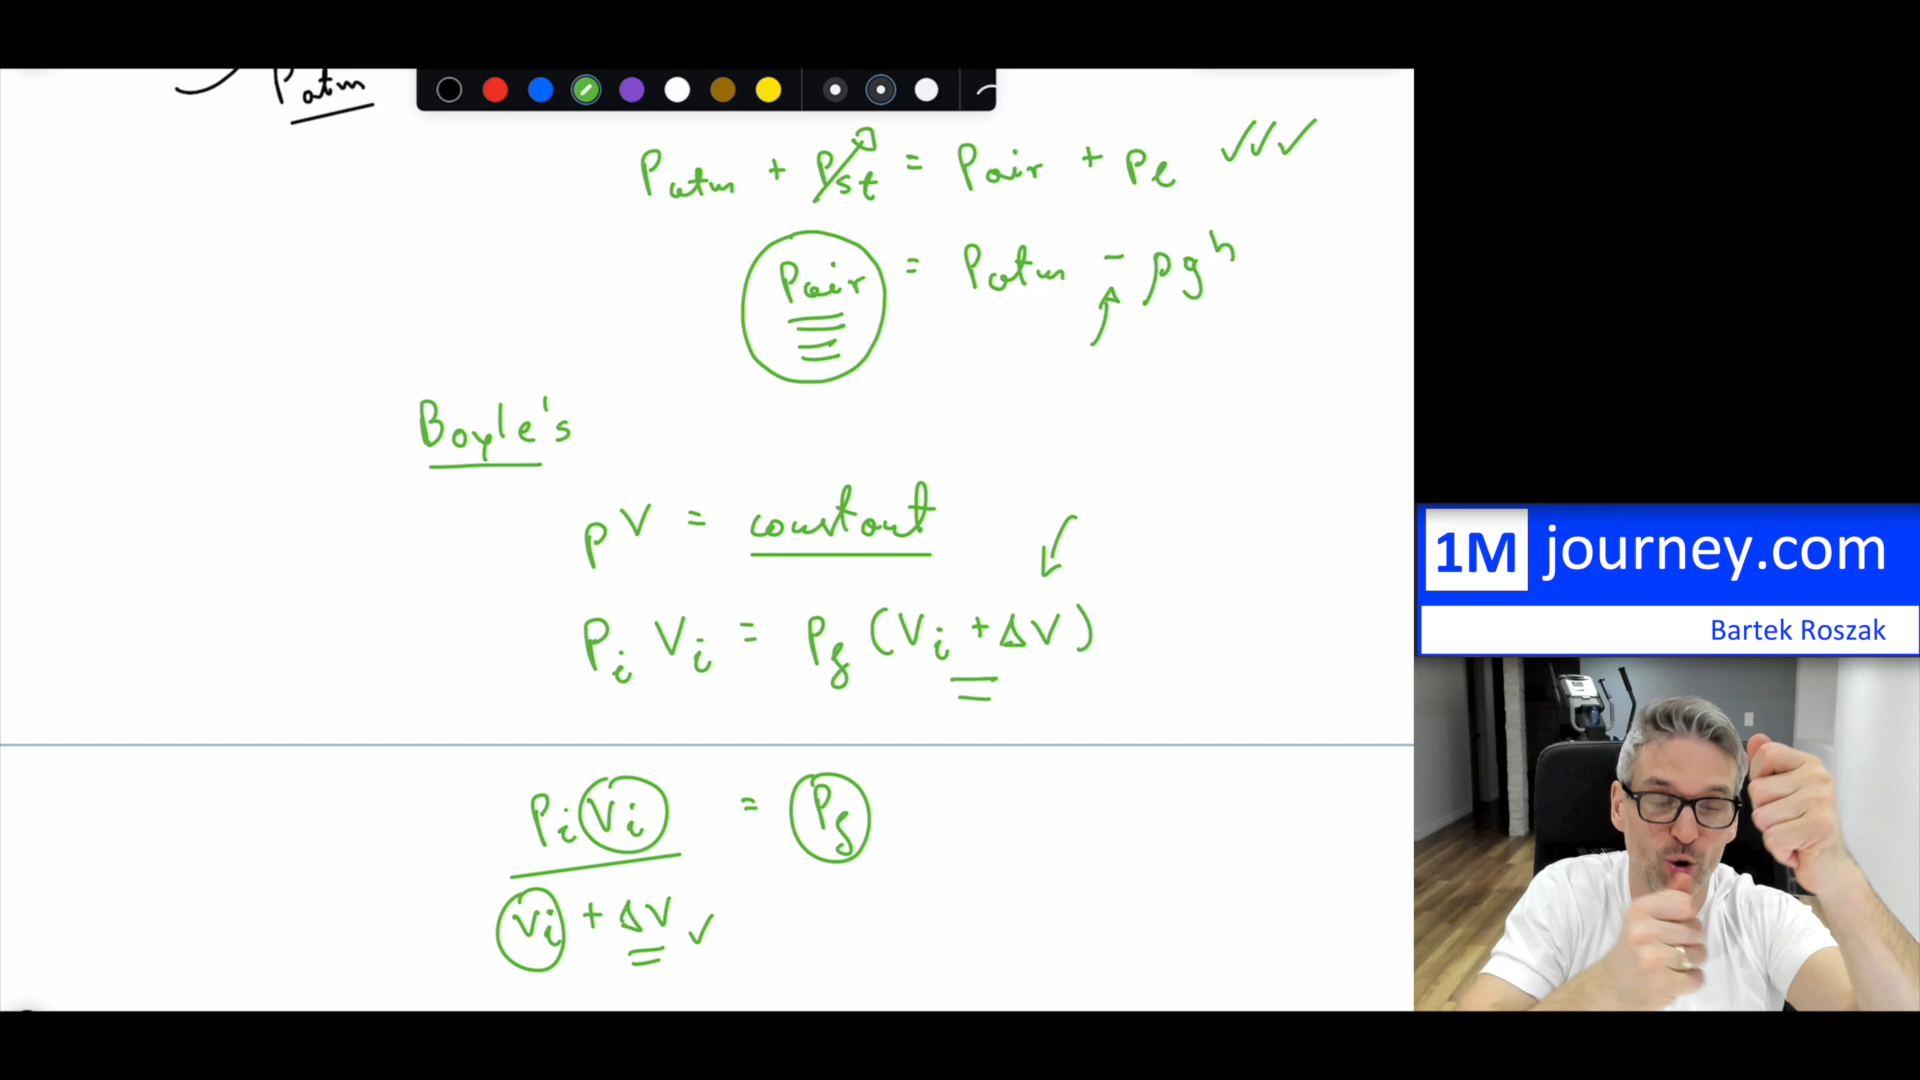 Patm
Patm + Pst = Pair + Pl
Pair = Patm - ρgh
Boyle's
PV = constant
Pi Vi = Pf (Vi + ΔV)
Pi Vi = Pf
Vi + ΔV
1M journey.com
Bartek Roszak